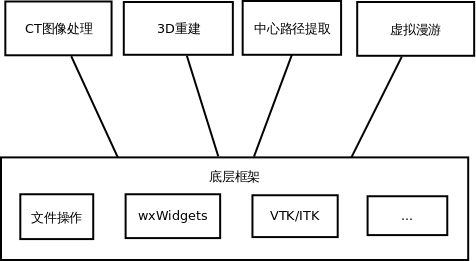 CT图像处理
3D重建
中心路径提取
虚拟漫游
底层框架
文件操作
wxWidgets
VTK/ITK
...